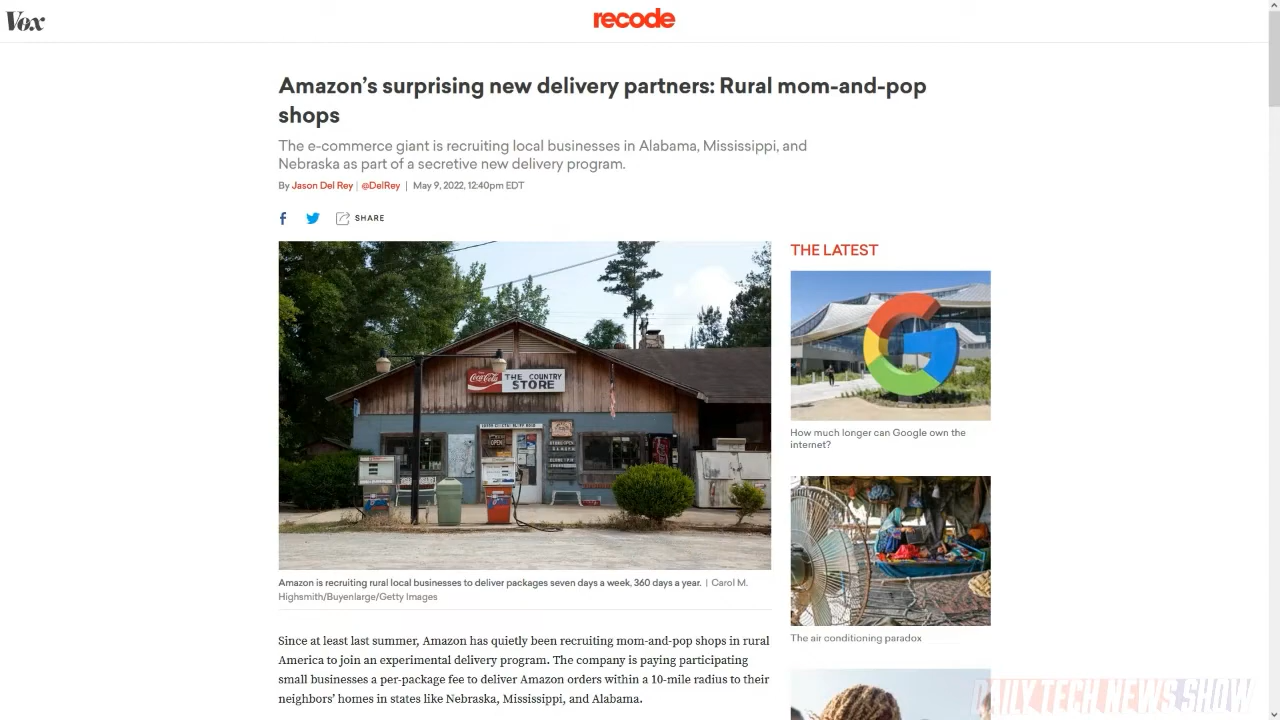 Vox
recode
Amazon’s surprising new delivery partners: Rural mom-and-pop
shops
The e-commerce giant is recruiting local businesses in Alabama, Mississippi, and
Nebraska as part of a secretive new delivery program.
By Jason Del Rey | @DelRey | May 9, 2022, 12:40pm EDT
SHARE
THE LATEST
Coca-Cola
THE COUNTRY
STORE
OPEN
How much longer can Google own the
internet?
Amazon is recruiting rural local businesses to deliver packages seven days a week, 360 days a year. | Carol M.
Highsmith/Buyenlarge/Getty Images
The air conditioning paradox
Since at least last summer, Amazon has quietly been recruiting mom-and-pop shops in rural
America to join an experimental delivery program. The company is paying participating
small businesses a per-package fee to deliver Amazon orders within a 10-mile radius to their
neighbors’ homes in states like Nebraska, Mississippi, and Alabama.
DAILY TECH NEWS SHOW